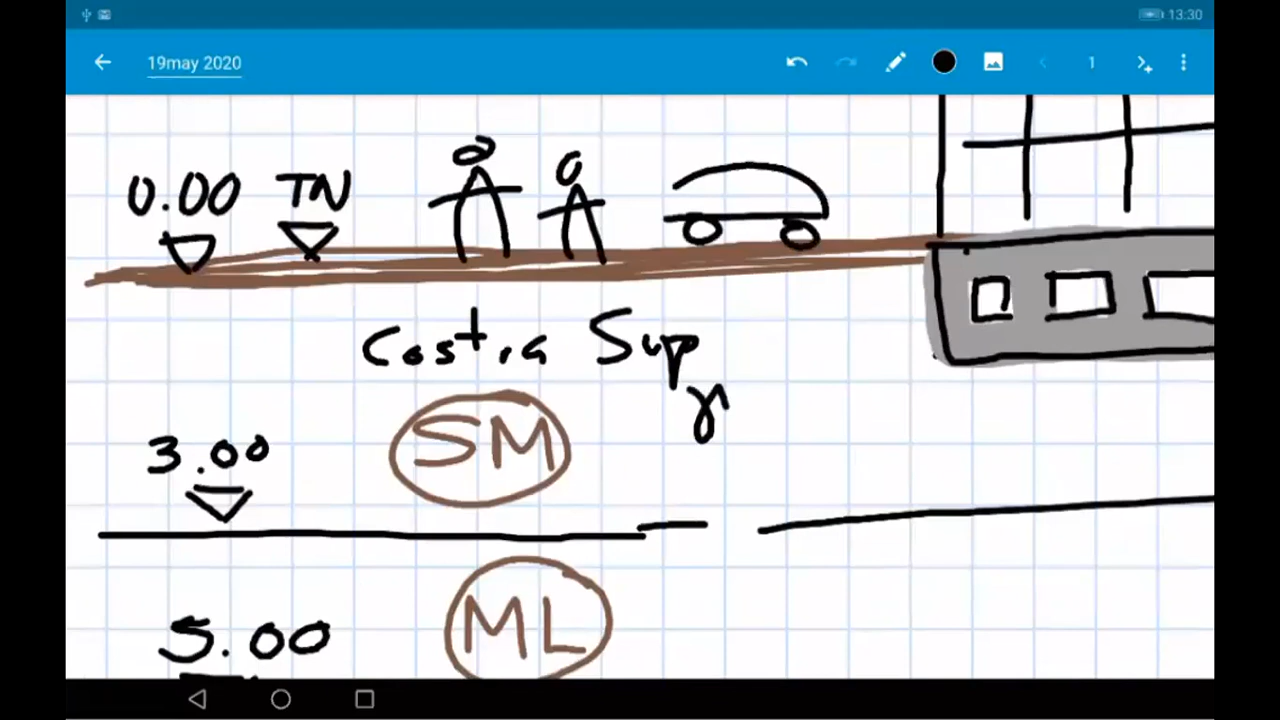 13:30
19may 2020
1
0.00 TN
Costra Sup
γ
SM
3.00
ML
5.00